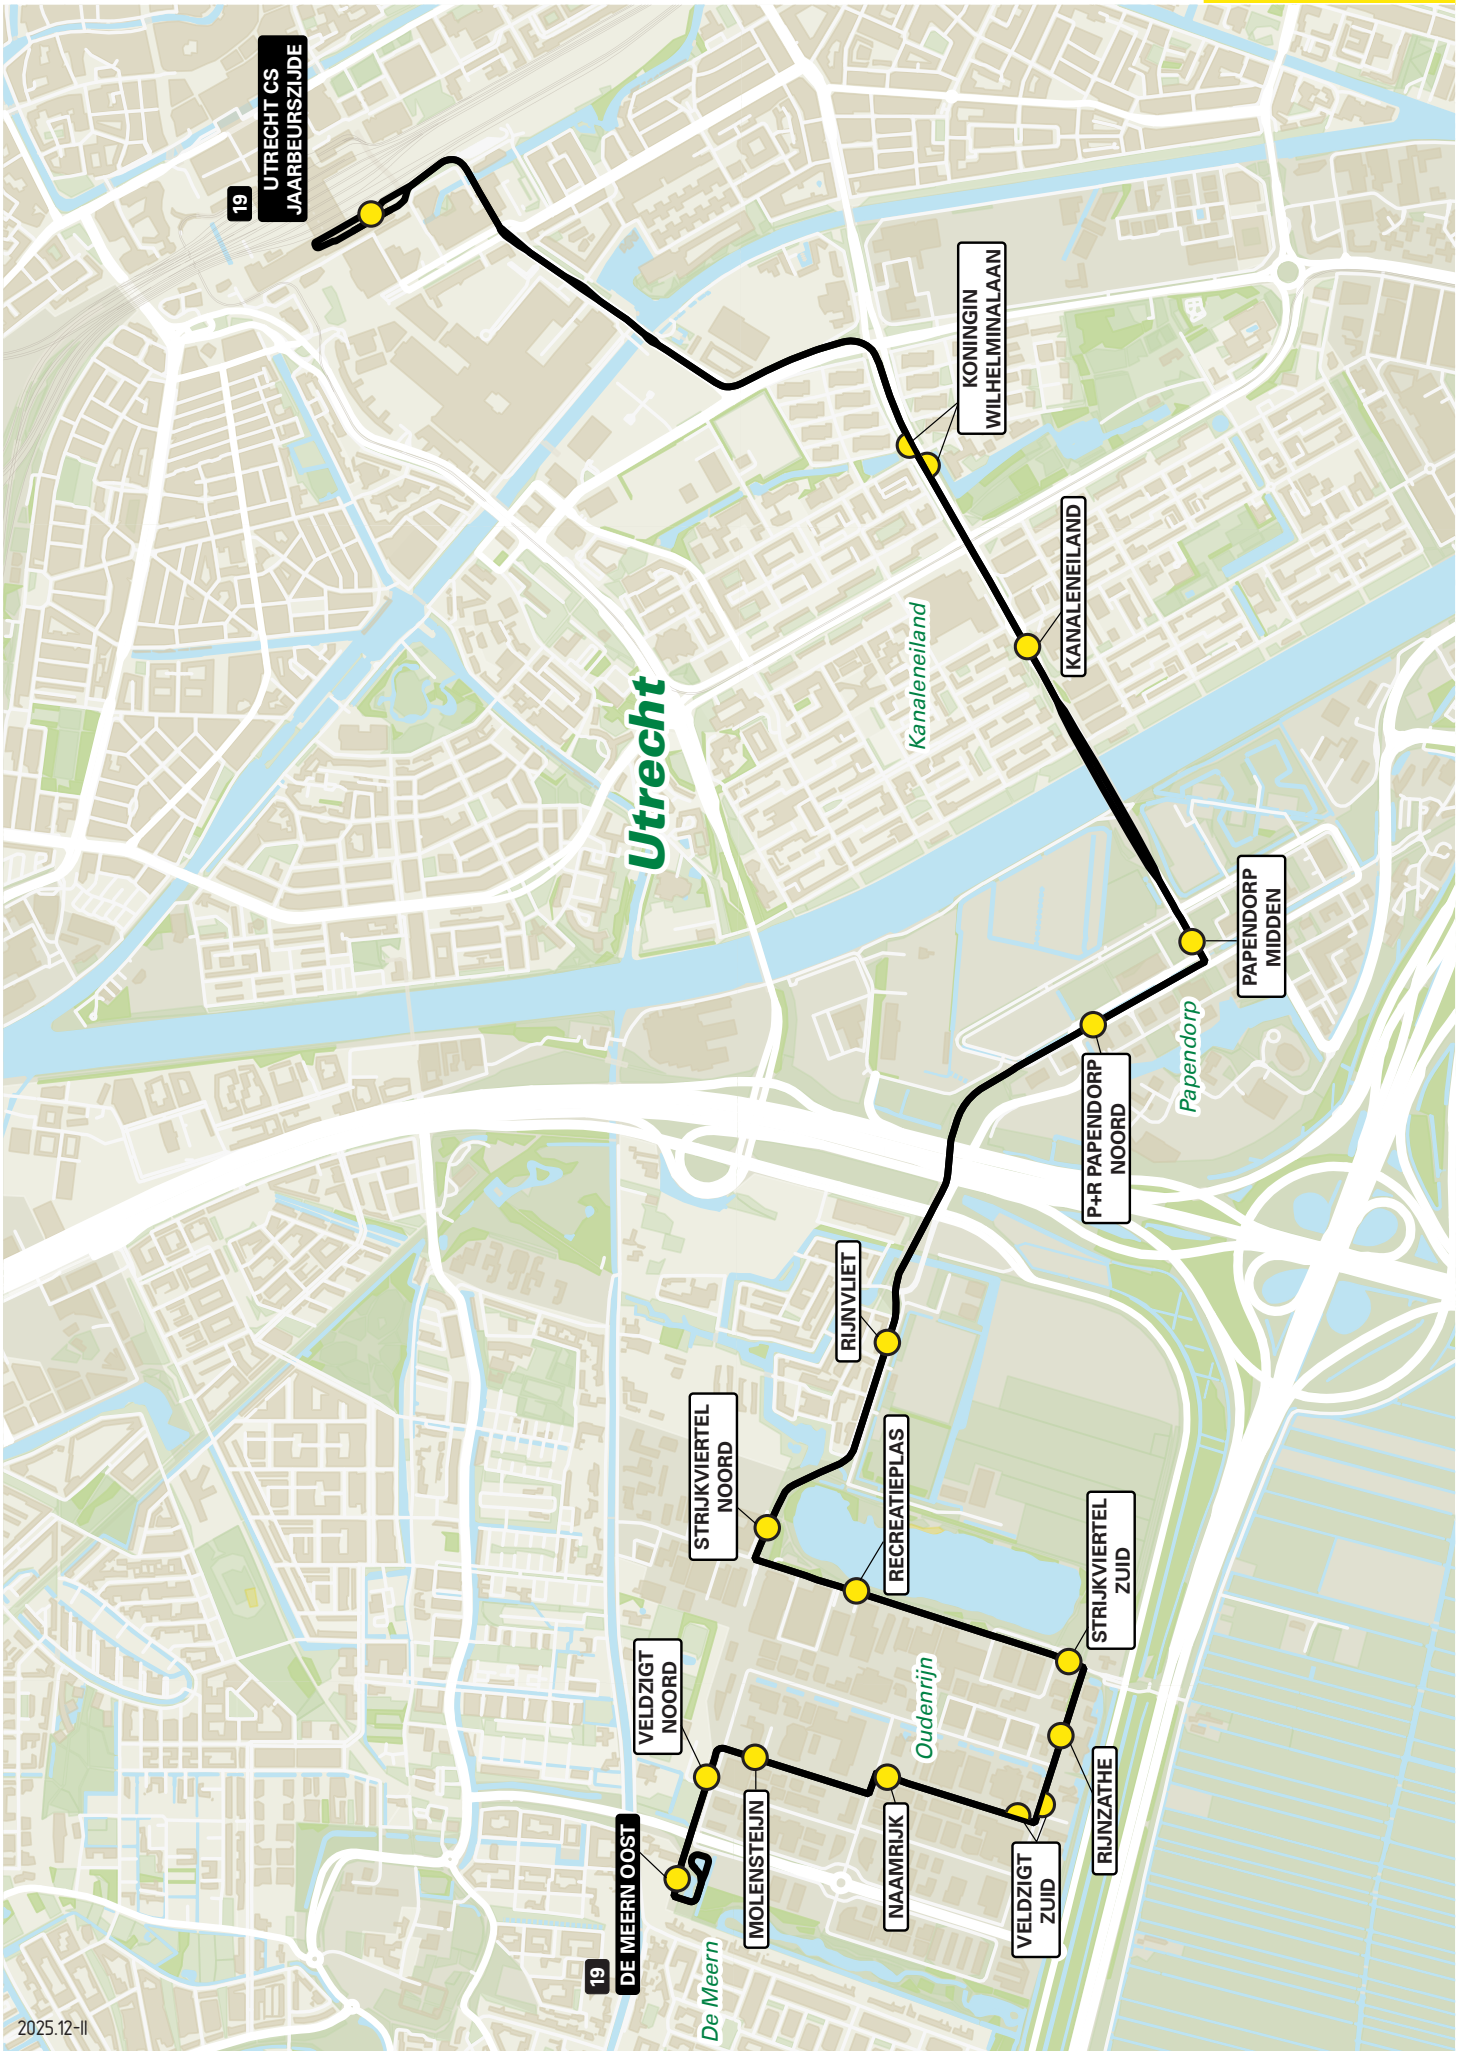 19
UTRECHT CS
JAARBEURSZIJDE
KONINGIN
WILHELMINALAAN
KANALENEILAND
Kanaleneiland
Utrecht
PAPENDORP
MIDDEN
Papendorp
P+R PAPENDORP
NOORD
RIJNVLIET
STRIJKVIERTEL
NOORD
RECREATIEPLAS
STRIJKVIERTEL
ZUID
Oudenrijn
RIJNZATHE
VELDZIGT
ZUID
NAAMRIJK
MOLENSTEIJN
VELDZIGT
NOORD
19
DE MEERN OOST
De Meern
2025.12-II